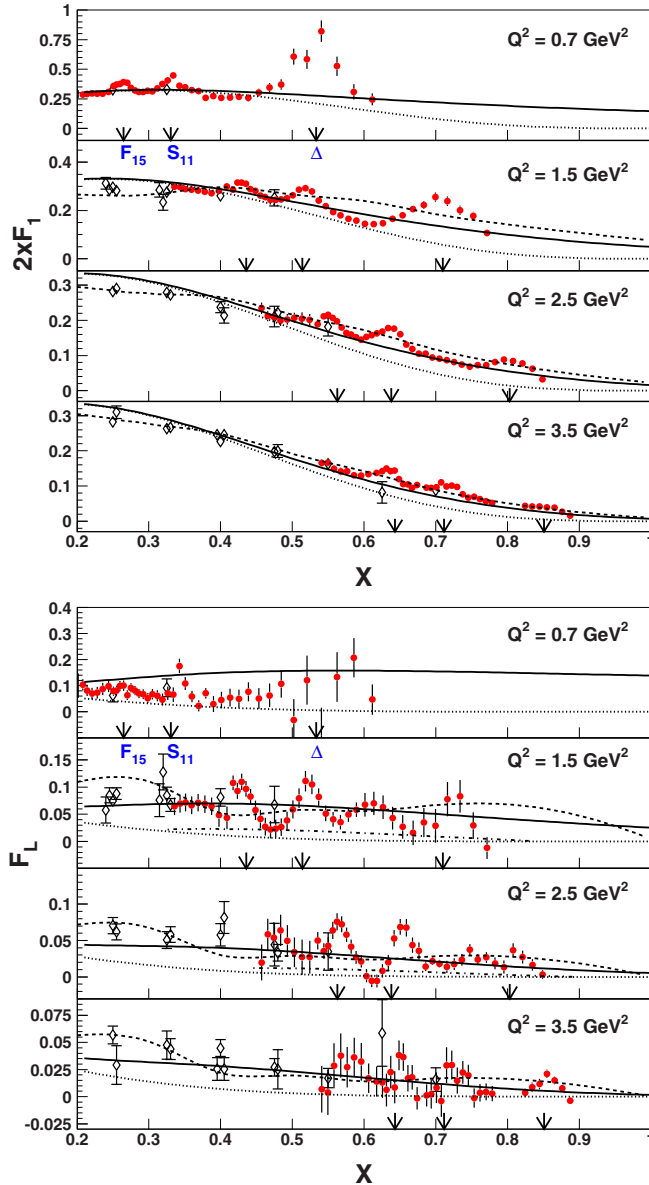 1
Q² = 0.7 GeV²
0.75
0.5
0.25
0
F₁₅ S₁₁ Δ
Q² = 1.5 GeV²
0.4
0.2
0
2xF₁
Q² = 2.5 GeV²
0.3
0.2
0.1
0
Q² = 3.5 GeV²
0.3
0.2
0.1
0
0.2 0.3 0.4 0.5 0.6 0.7 0.8 0.9
X
0.4
Q² = 0.7 GeV²
0.3
0.2
0.1
0
F₁₅ S₁₁ Δ
Q² = 1.5 GeV²
0.15
0.10
0.05
0
F_L
Q² = 2.5 GeV²
0.1
0.05
0
Q² = 3.5 GeV²
0.075
0.05
0.025
0
-0.025
0.2 0.3 0.4 0.5 0.6 0.7 0.8 0.9
X